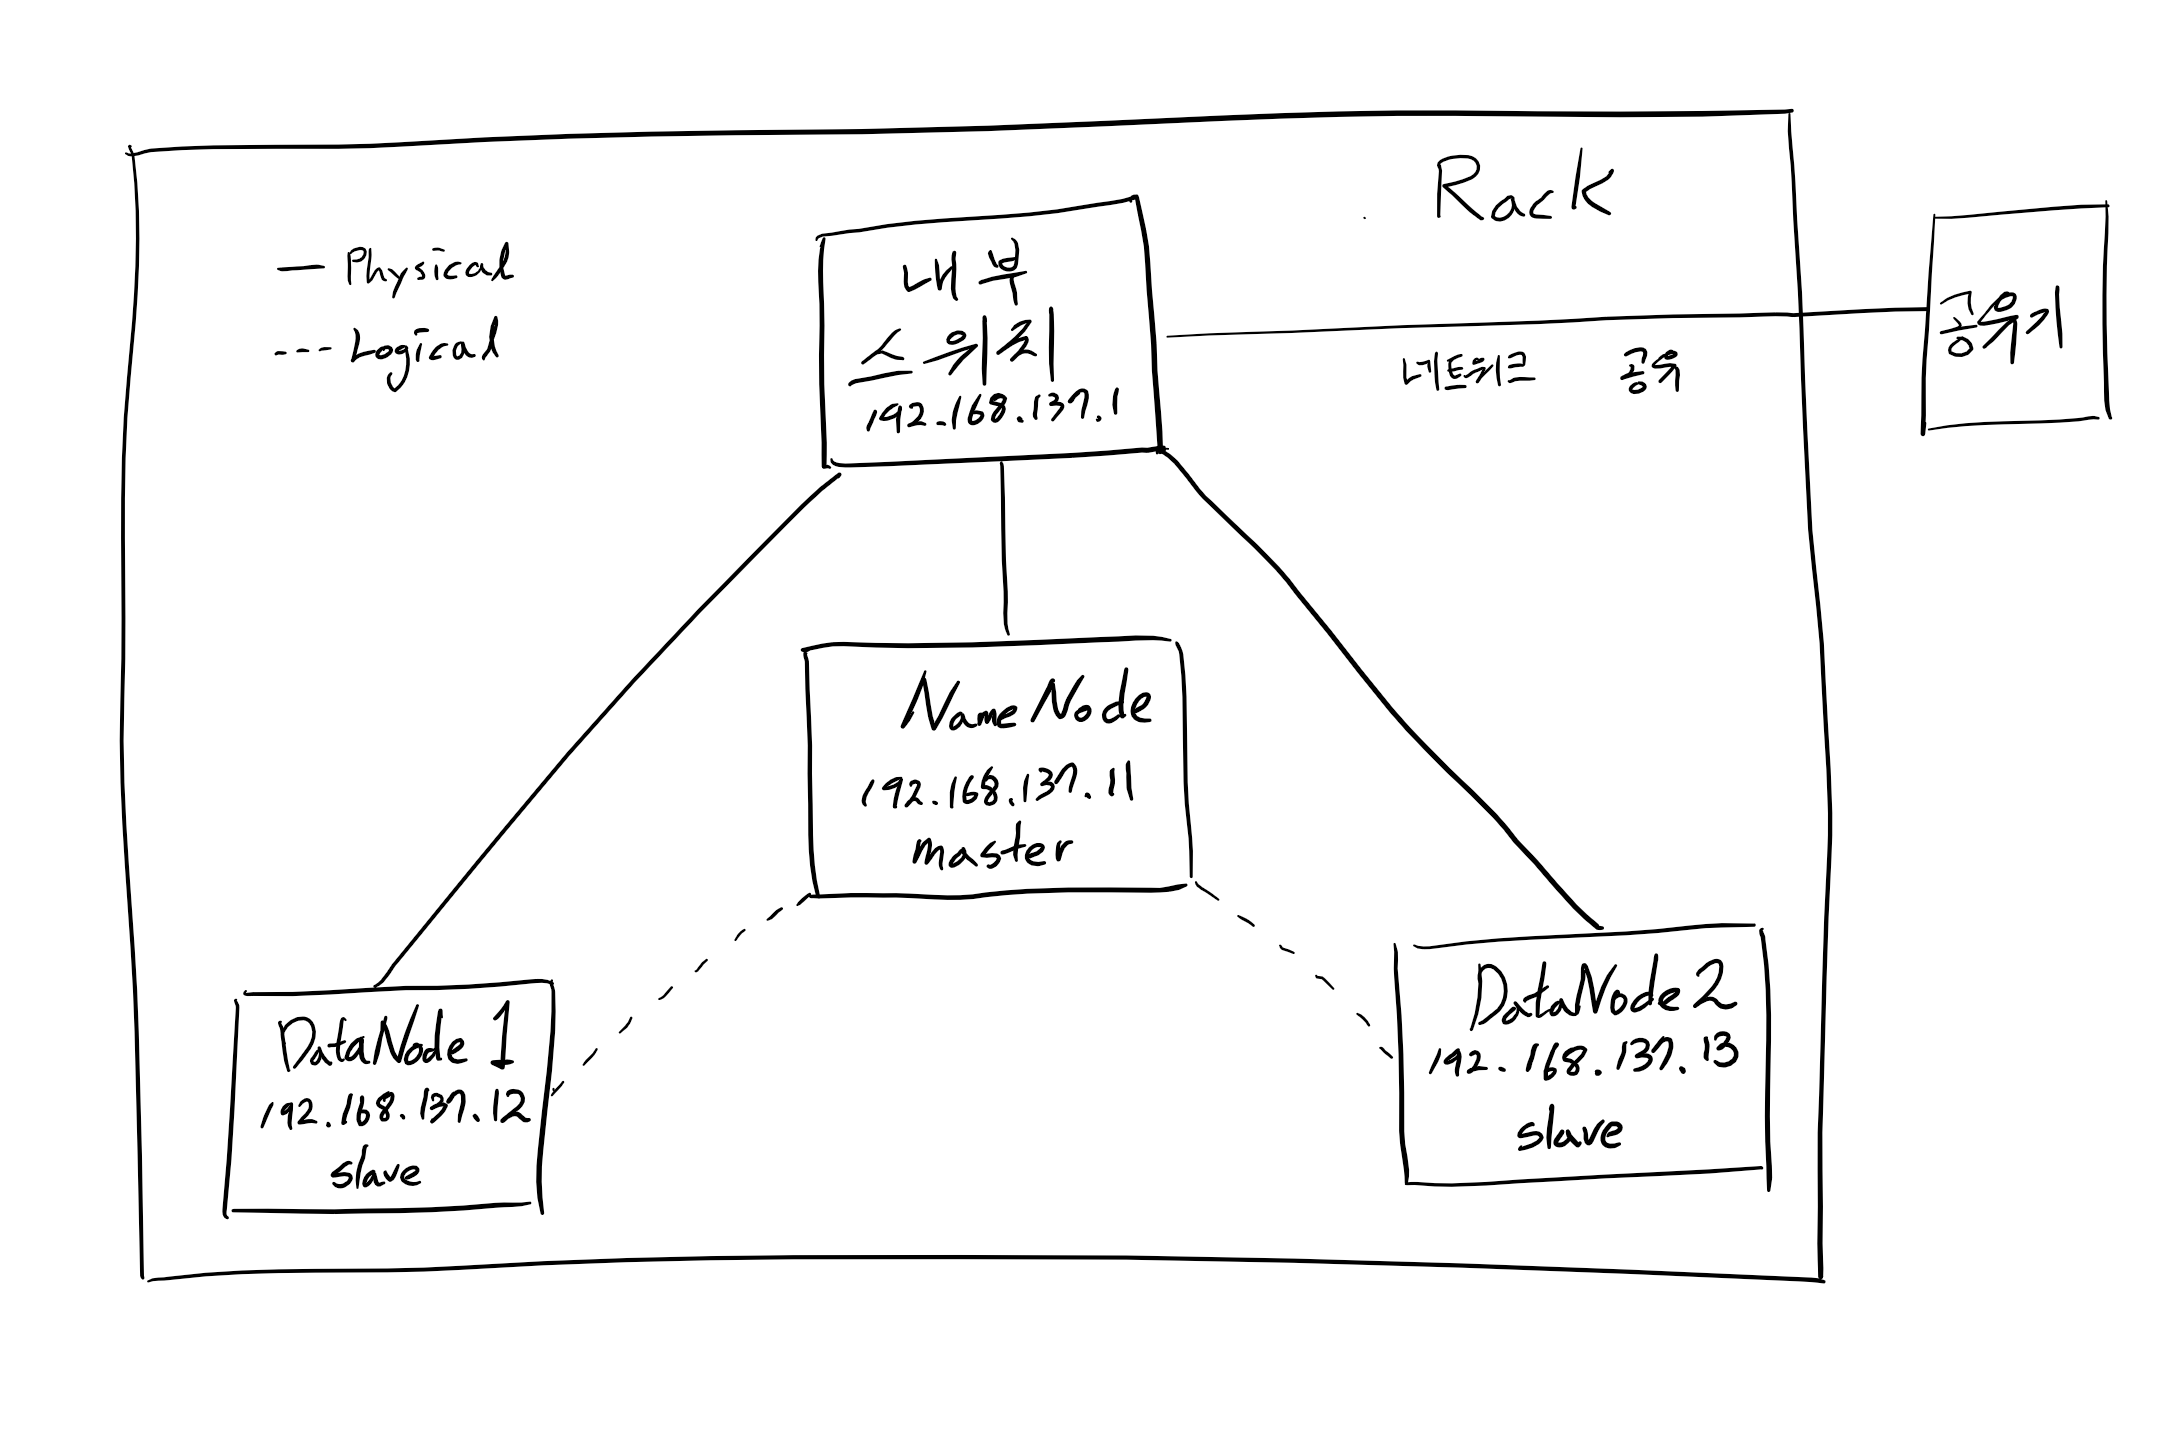 Rack
— Physical
--- Logical
내부
스위치
192.168.137.1
네트워크 공유
공유기
NameNode
192.168.137.11
master
DataNode 1
192.168.137.12
slave
DataNode 2
192.168.137.13
slave